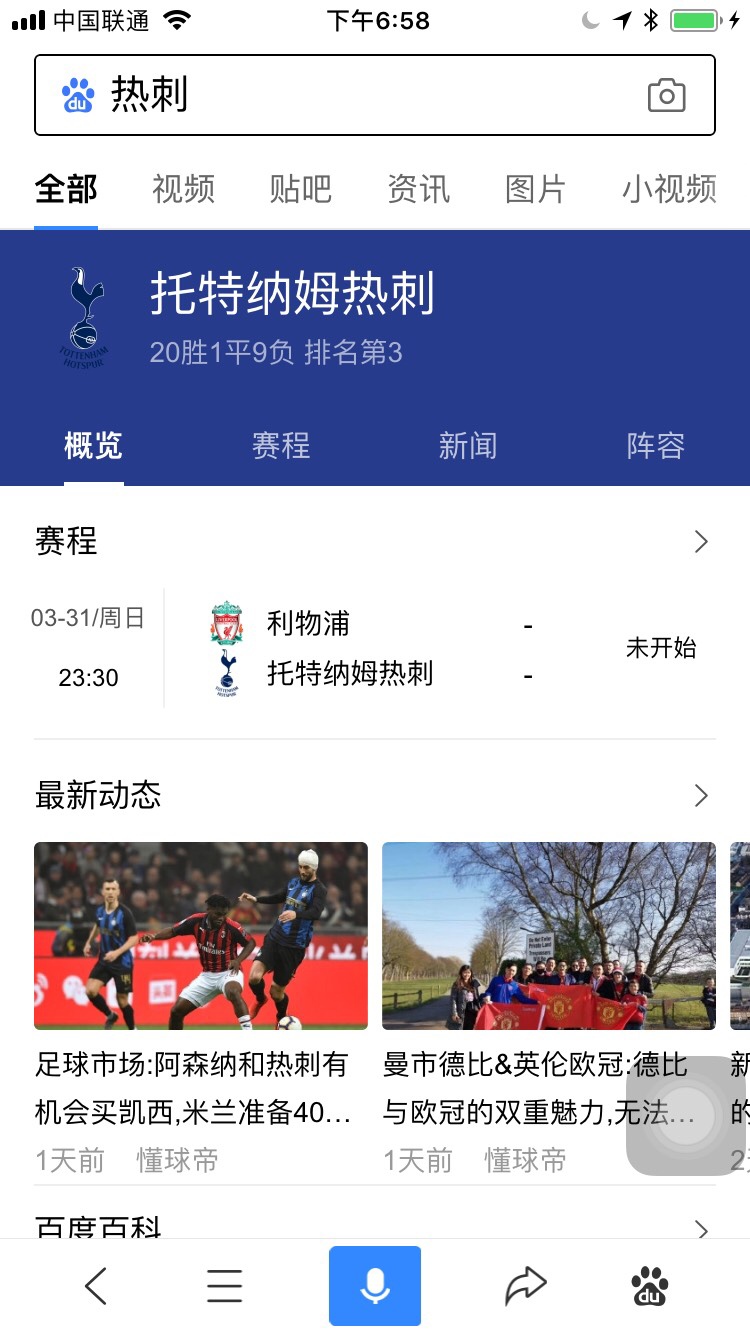 中国联通
下午6:58
du 热刺
全部 视频 贴吧 资讯 图片 小视频
TOTTENHAM
HOTSPUR
托特纳姆热刺
20胜1平9负 排名第3
概览 赛程 新闻 阵容
赛程
03-31/周日
23:30
利物浦 -
托特纳姆热刺 -
未开始
最新动态
足球市场:阿森纳和热刺有
机会买凯西,米兰准备40...
1天前 懂球帝
曼市德比&英伦欧冠:德比
与欧冠的双重魅力,无法...
1天前 懂球帝
新
的
百度百科
du